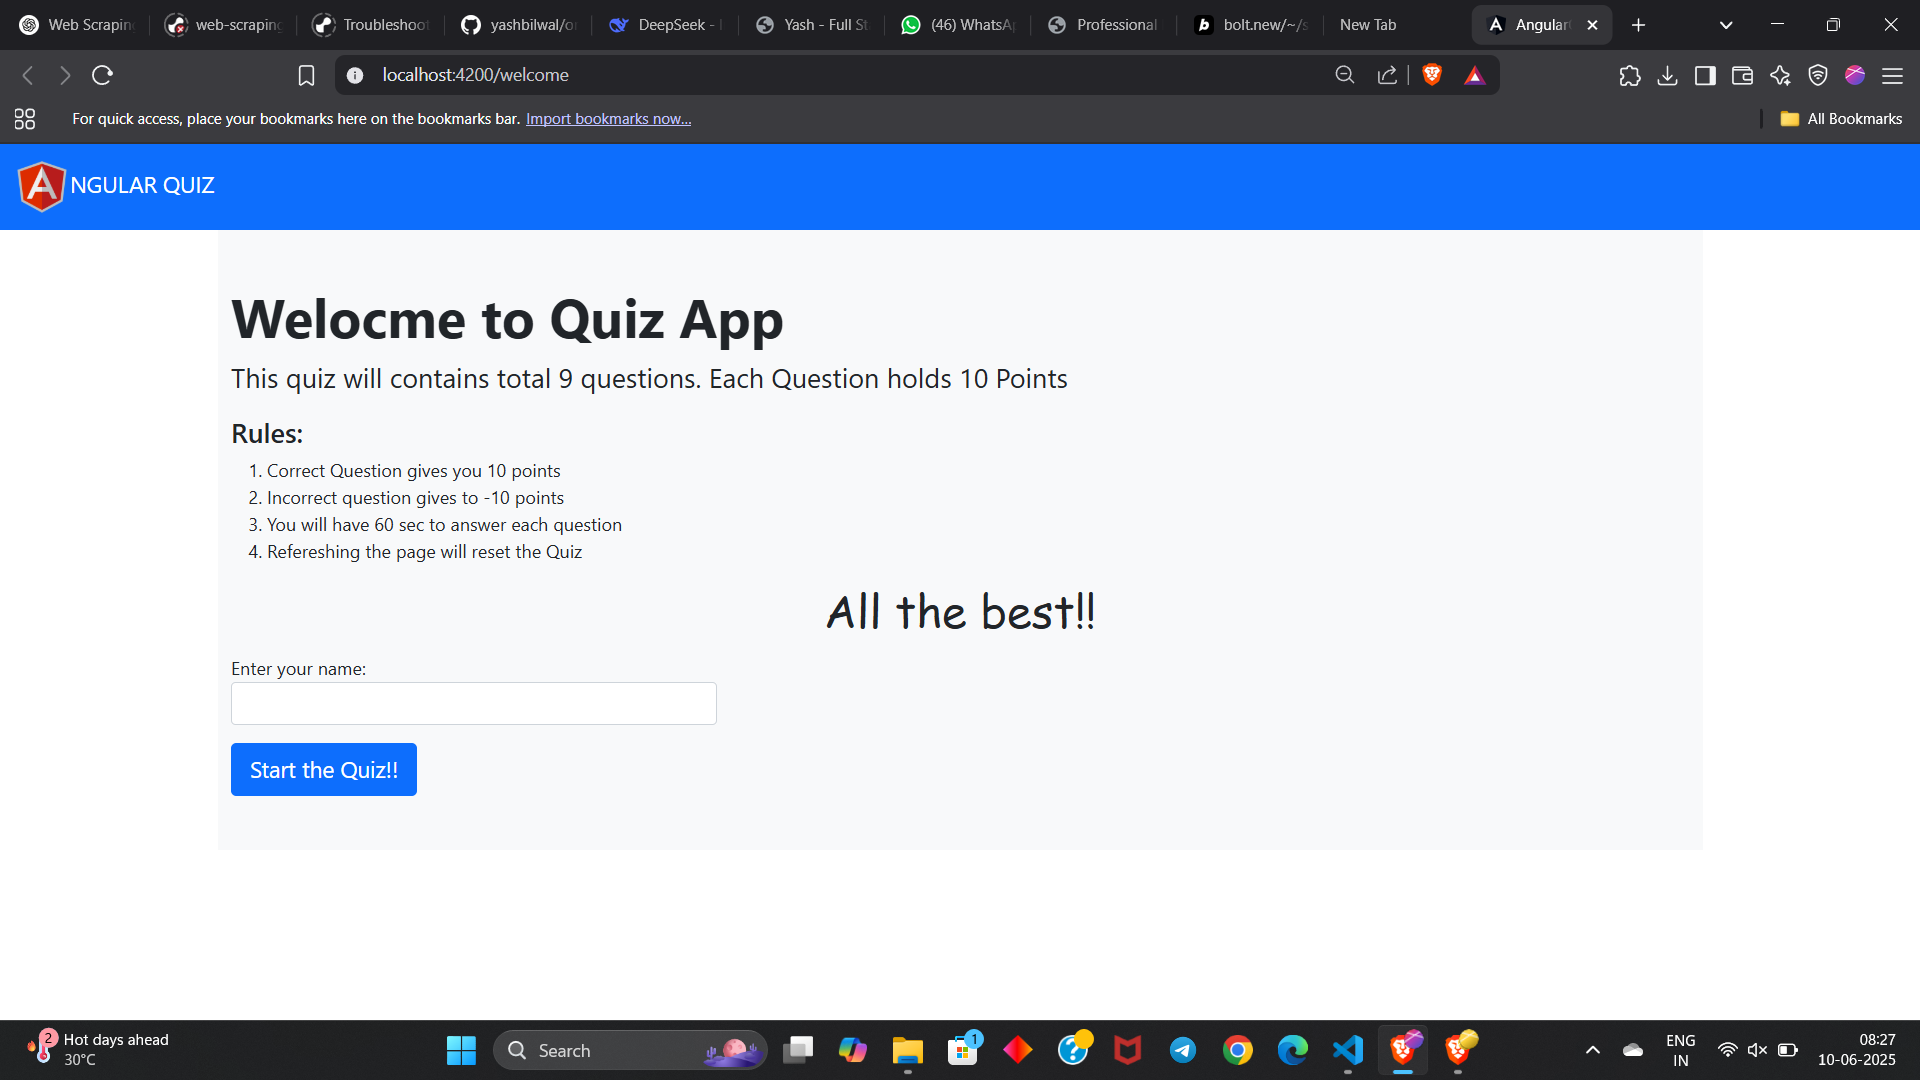 Web Scraping
web-scraping
Troubleshoot
yashbilwal/o
DeepSeek -
Yash - Full St
(46) WhatsAp
Professional
bolt.new/~/s
New Tab
Angular
localhost:4200/welcome
For quick access, place your bookmarks here on the bookmarks bar. Import bookmarks now...
All Bookmarks
NGULAR QUIZ
Welocme to Quiz App
This quiz will contains total 9 questions. Each Question holds 10 Points
Rules:
1. Correct Question gives you 10 points
2. Incorrect question gives to -10 points
3. You will have 60 sec to answer each question
4. Refereshing the page will reset the Quiz
All the best!!
Enter your name:
Start the Quiz!!
2
Hot days ahead
30°C
Search
1
ENG
IN
08:27
10-06-2025